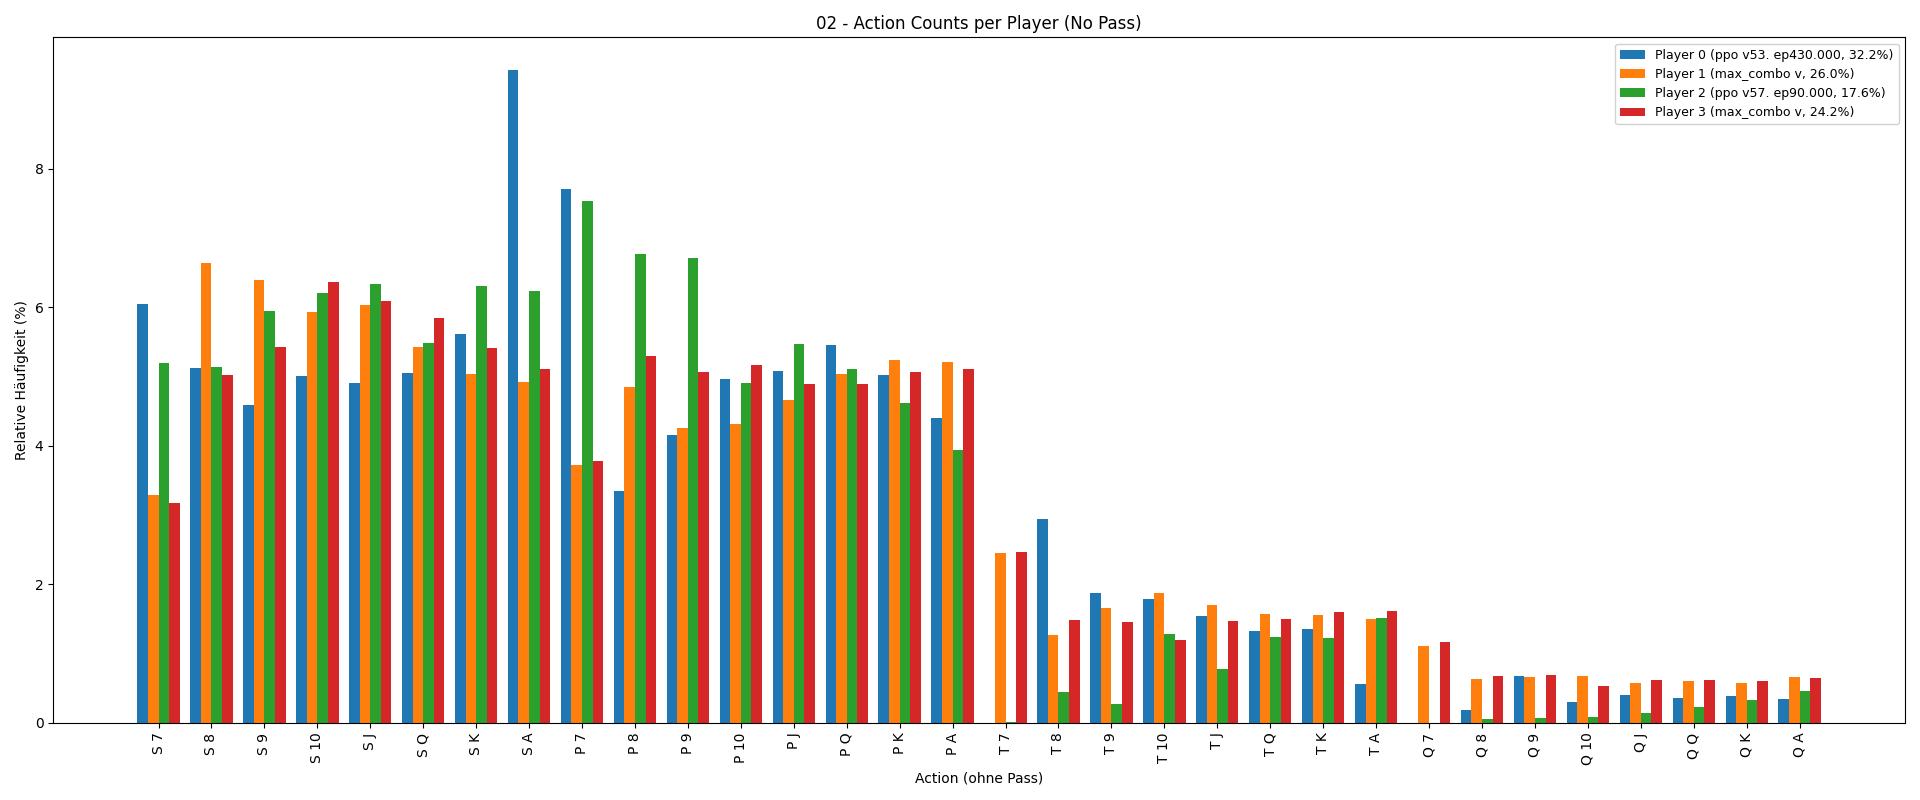 02 - Action Counts per Player (No Pass)
Player 0 (ppo v53. ep430.000, 32.2%)
Player 1 (max_combo v, 26.0%)
Player 2 (ppo v57. ep90.000, 17.6%)
Player 3 (max_combo v, 24.2%)
Relative Häufigkeit (%)
8
6
4
2
0
S 7
S 8
S 9
S 10
S J
S Q
S K
S A
P 7
P 8
P 9
P 10
P J
P Q
P K
P A
T 7
T 8
T 9
T 10
T J
T Q
T K
T A
Q 7
Q 8
Q 9
Q 10
Q J
Q Q
Q K
Q A
Action (ohne Pass)